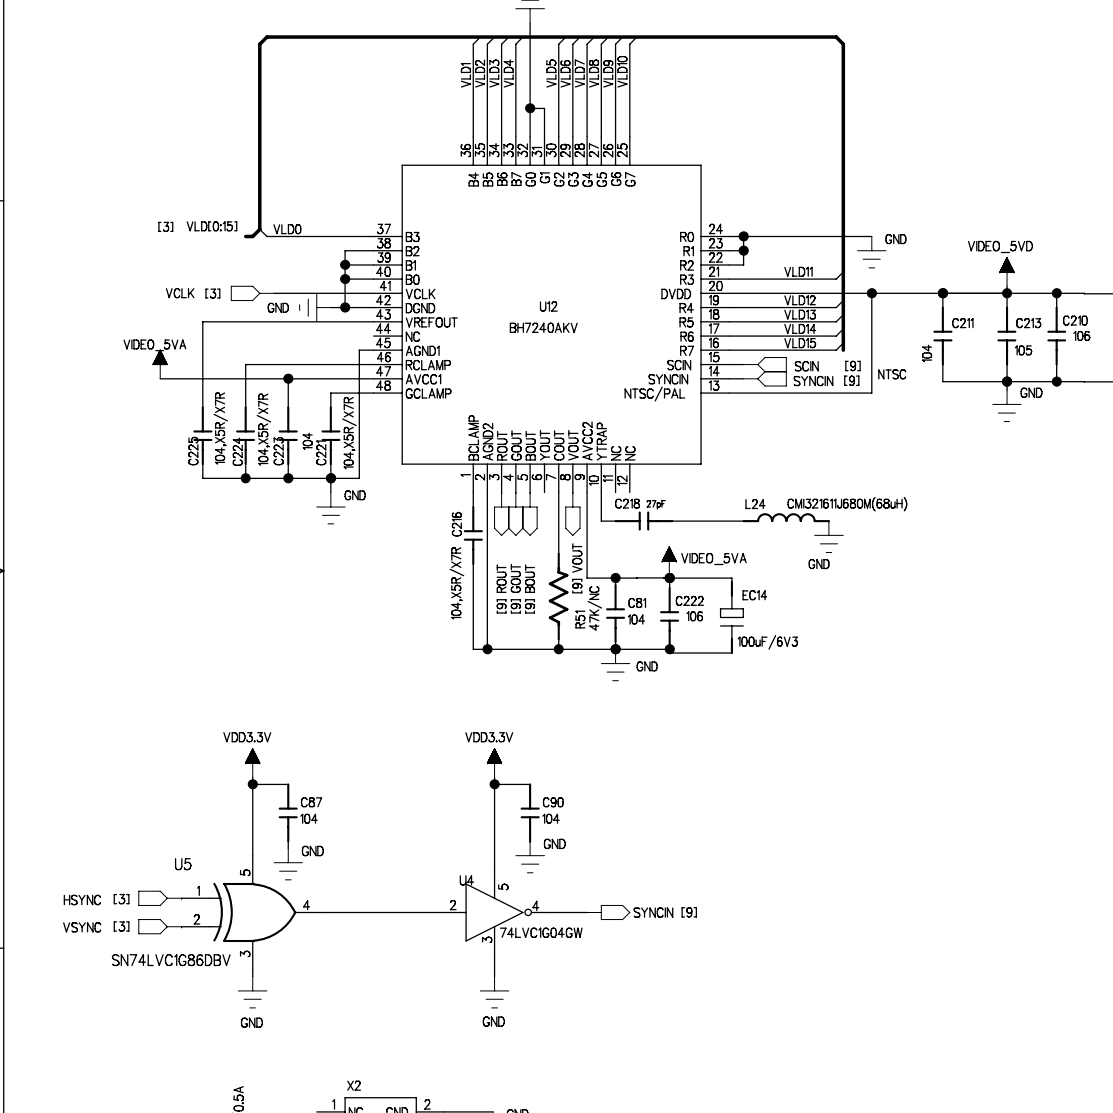 VLD1
VLD2
VLD3
VLD4
VLD5
VLD6
VLD7
VLD8
VLD9
VLD10
36
35
34
33
32
31
30
29
28
27
26
25
B4
B5
B6
B7
G0
G1
G2
G3
G4
G5
G6
G7
[3] VLD[0:15]
VLD0
37 B3
38 B2
39 B1
40 B0
VCLK [3]
41 VCLK
GND
42 DGND
43 VREFOUT
44 NC
VIDEO_5VA
45 AGND1
46 RCLAMP
47 AVCC1
48 GCLAMP
U12
BH7240AKV
R0 24
GND
R1 23
R2 22
R3 21 VLD11
DVDD 20
R4 19 VLD12
R5 18 VLD13
R6 17 VLD14
R7 16 VLD15
SCIN 15 SCIN [9]
SYNCIN 14 SYNCIN [9]
NTSC/PAL 13
NTSC
VIDEO_5VD
C211
104
C213
105
C210
106
GND
C225
104,X5R/X7R
C224
104,X5R/X7R
C223
104
C221
104,X5R/X7R
GND
BCLAMP
AGND2
ROUT
GOUT
BOUT
YOUT
COUT
VOUT
AVCC2
YTRAP
NC
NC
1
2
3
4
5
6
7
8
9
10
11
12
C218 27pF
L24 CMI321611J680M(68uH)
GND
C216
104,X5R/X7R
[9] ROUT
[9] GOUT
[9] BOUT
[9] VOUT
R51
47K/NC
VIDEO_5VA
C81
104
C222
106
EC14
100uF/6V3
GND
VDD3.3V
C87
104
GND
U5
5
HSYNC [3] 1
VSYNC [3] 2
4
3
SN74LVC1G86DBV
GND
VDD3.3V
C90
104
GND
U4
5
2
4
SYNCIN [9]
74LVC1G04GW
3
GND
0.5A
X2
1 NC GND 2 GND